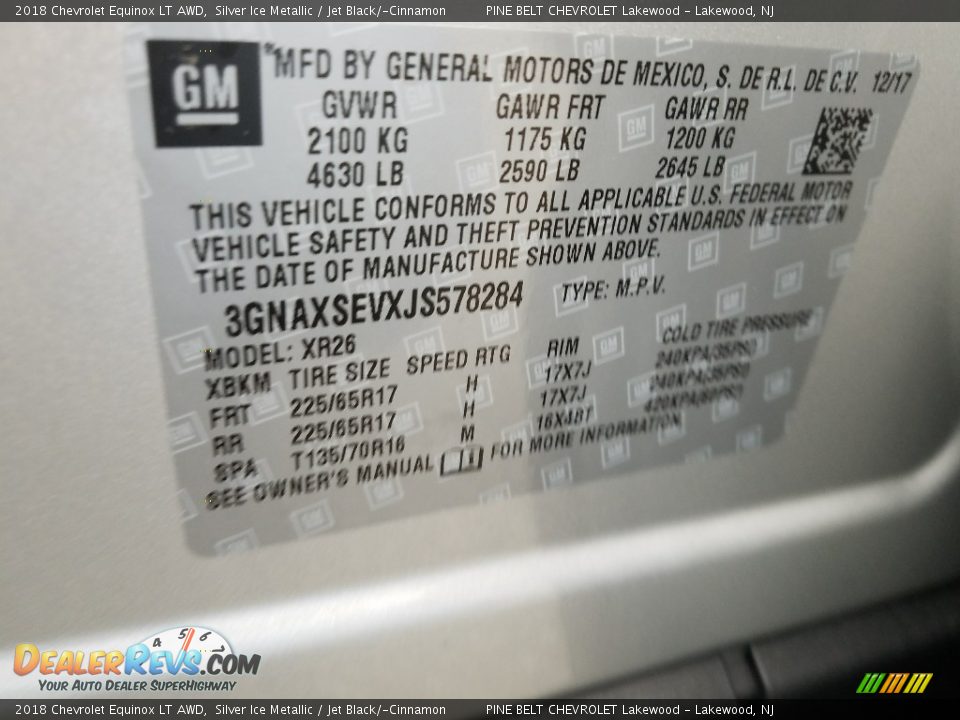 2018 Chevrolet Equinox LT AWD, Silver Ice Metallic / Jet Black/-Cinnamon PINE BELT CHEVROLET Lakewood - Lakewood, NJ
GM *MFD BY GENERAL MOTORS DE MEXICO, S. DE R.L. DE C.V. 12/17
GVWR GAWR FRT GAWR RR
2100 KG 1175 KG 1200 KG
4630 LB 2590 LB 2645 LB
THIS VEHICLE CONFORMS TO ALL APPLICABLE U.S. FEDERAL MOTOR
VEHICLE SAFETY AND THEFT PREVENTION STANDARDS IN EFFECT ON
THE DATE OF MANUFACTURE SHOWN ABOVE.
3GNAXSEVXJS578284 TYPE: M.P.V.
MODEL: XR26
XBKM TIRE SIZE SPEED RTG RIM COLD TIRE PRESSURE
FRT 225/65R17 H 17X7J 240KPA/35PSI
RR 225/65R17 H 17X7J 240KPA/35PSI
SPA T135/70R16 M 16X4BT 420KPA/60PSI
SEE OWNER'S MANUAL FOR MORE INFORMATION
4 5 6
DEALERREVS.COM
YOUR AUTO DEALER SUPERHIGHWAY
2018 Chevrolet Equinox LT AWD, Silver Ice Metallic / Jet Black/-Cinnamon PINE BELT CHEVROLET Lakewood - Lakewood, NJ